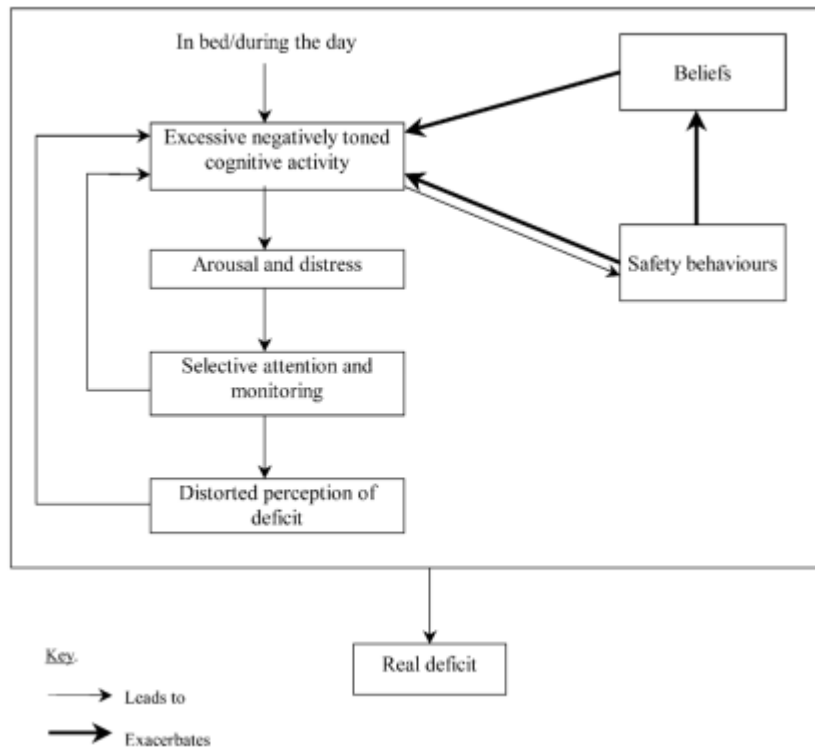 In bed/during the day
Beliefs
Excessive negatively toned
cognitive activity
Safety behaviours
Arousal and distress
Selective attention and
monitoring
Distorted perception of
deficit
Real deficit
Key.
Leads to
Exacerbates